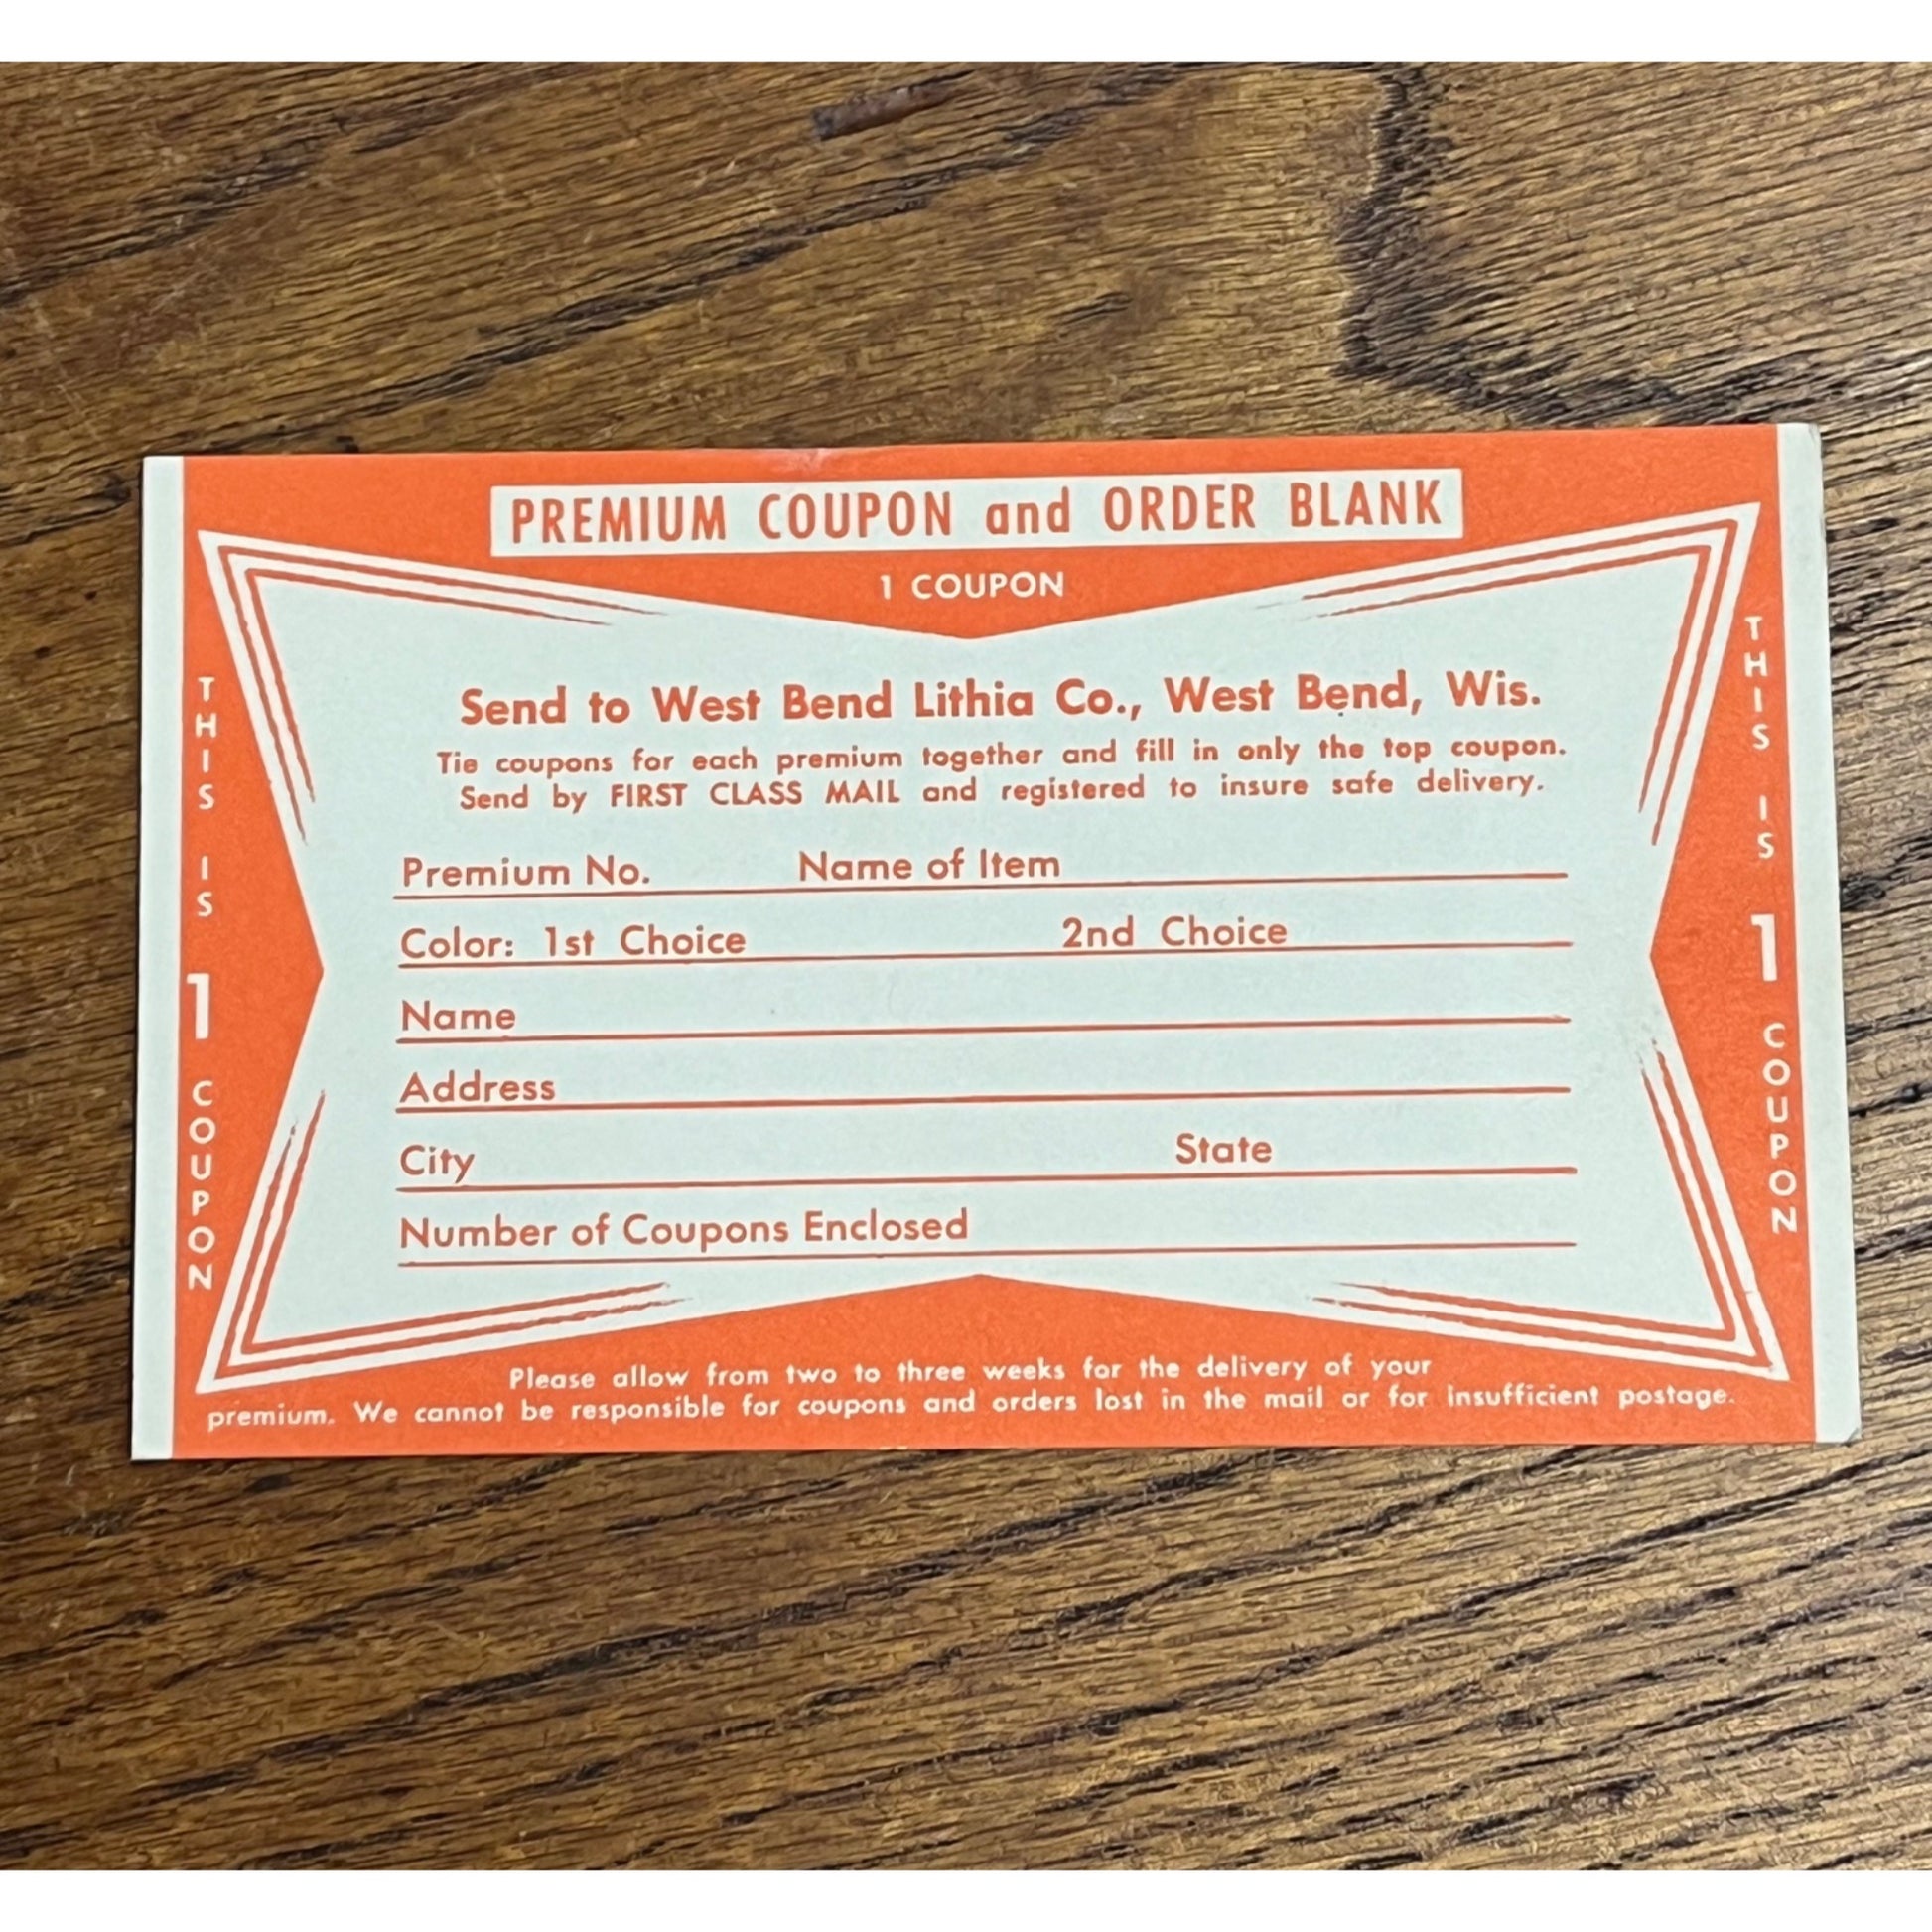 PREMIUM COUPON and ORDER BLANK
1 COUPON
THIS IS 1 COUPON
Send to West Bend Lithia Co., West Bend, Wis.
Tie coupons for each premium together and fill in only the top coupon.
Send by FIRST CLASS MAIL and registered to insure safe delivery.
Premium No. Name of Item
Color: 1st Choice 2nd Choice
Name
Address
City State
Number of Coupons Enclosed
THIS IS 1 COUPON
Please allow from two to three weeks for the delivery of your
premium. We cannot be responsible for coupons and orders lost in the mail or for insufficient postage.